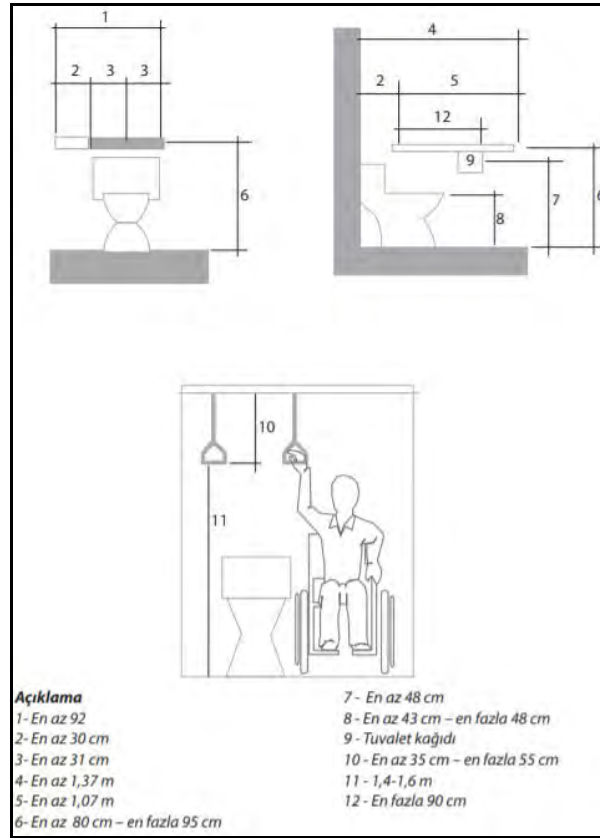 1
4
2 3 3
2 5
12
9
6
7
6
8
10
11
Açıklama
1- En az 92
2- En az 30 cm
3- En az 31 cm
4- En az 1,37 m
5- En az 1,07 m
6- En az 80 cm – en fazla 95 cm
7 - En az 48 cm
8 - En az 43 cm – en fazla 48 cm
9 - Tuvalet kağıdı
10 - En az 35 cm – en fazla 55 cm
11 - 1,4-1,6 m
12 - En fazla 90 cm